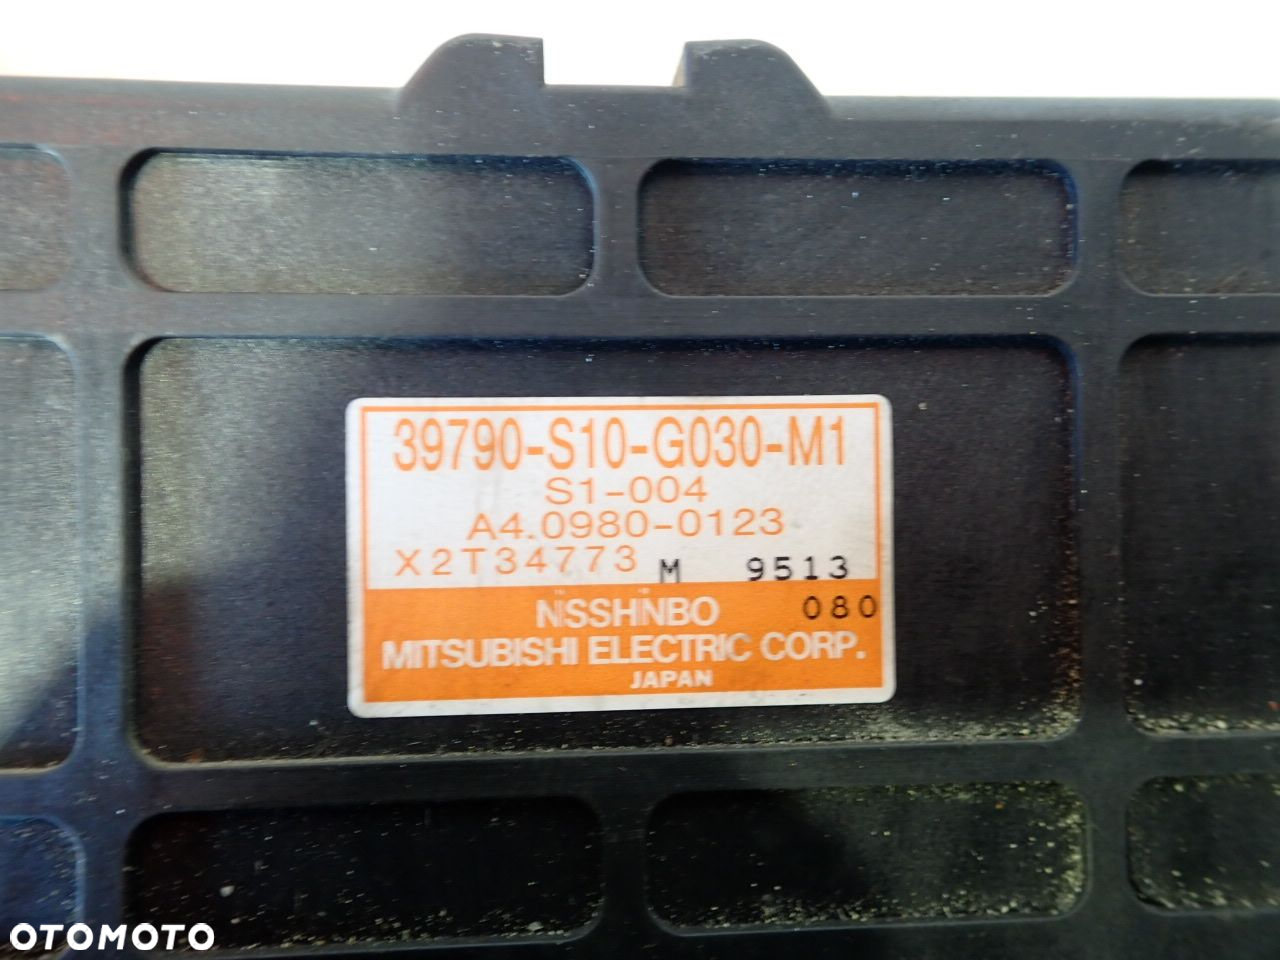 39790-S10-G030-M1
S1-004
A4.0980-0123
X2T34773 M 9513
080
NISSHINBO
MITSUBISHI ELECTRIC CORP.
JAPAN
OTOMOTO